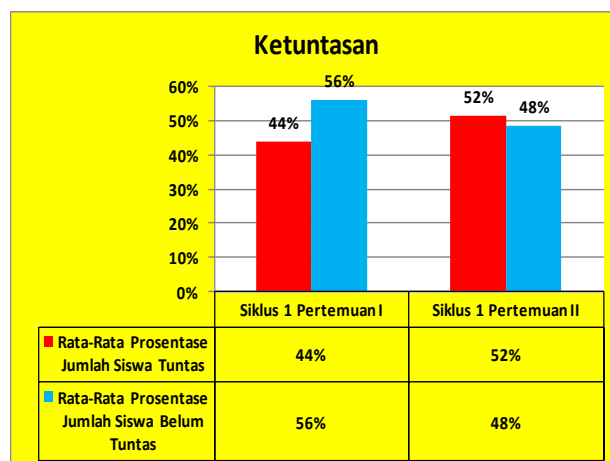 Ketuntasan
60%
50%
40%
30%
20%
10%
0%
44%
56%
52%
48%
Siklus 1 Pertemuan I
Siklus 1 Pertemuan II
Rata-Rata Prosentase
Jumlah Siswa Tuntas
44%
52%
Rata-Rata Prosentase
Jumlah Siswa Belum
Tuntas
56%
48%